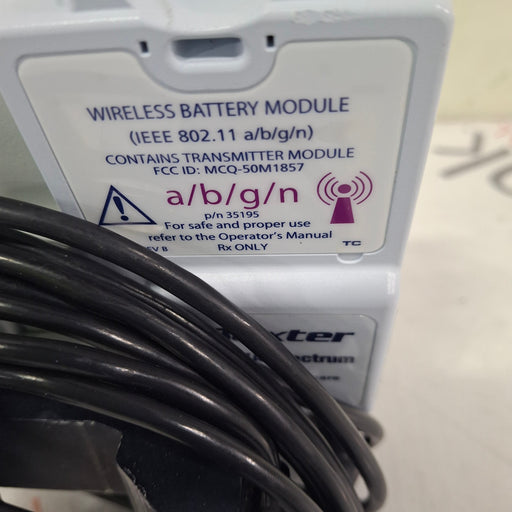 WIRELESS BATTERY MODULE
(IEEE 802.11 a/b/g/n)
CONTAINS TRANSMITTER MODULE
FCC ID: MCQ-50M1857
a/b/g/n
p/n 35195
For safe and proper use
refer to the Operator's Manual
Rx ONLY
TC